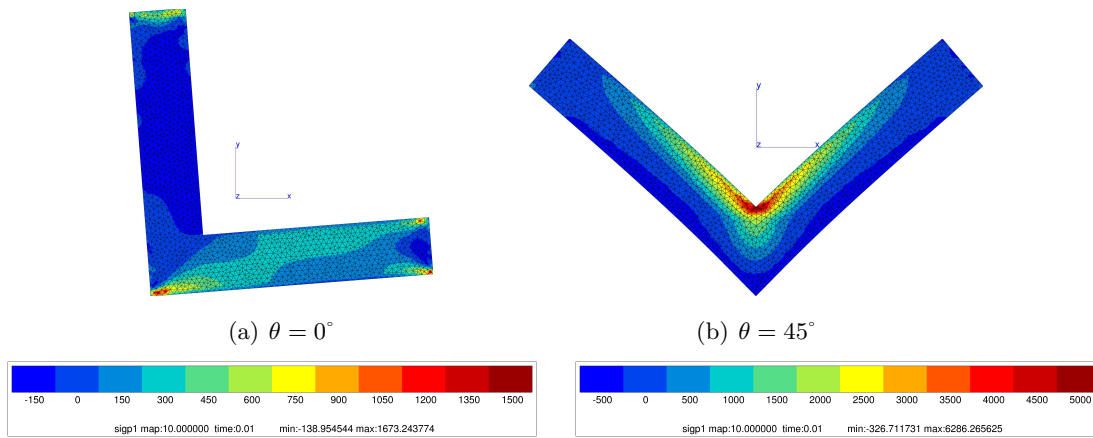 y
z x
y
z x
(a) θ = 0°
(b) θ = 45°
-150 0 150 300 450 600 750 900 1050 1200 1350 1500
sigp1 map:10.000000 time:0.01 min:-138.954544 max:1673.243774
-500 0 500 1000 1500 2000 2500 3000 3500 4000 4500 5000
sigp1 map:10.000000 time:0.01 min:-326.711731 max:6286.265625